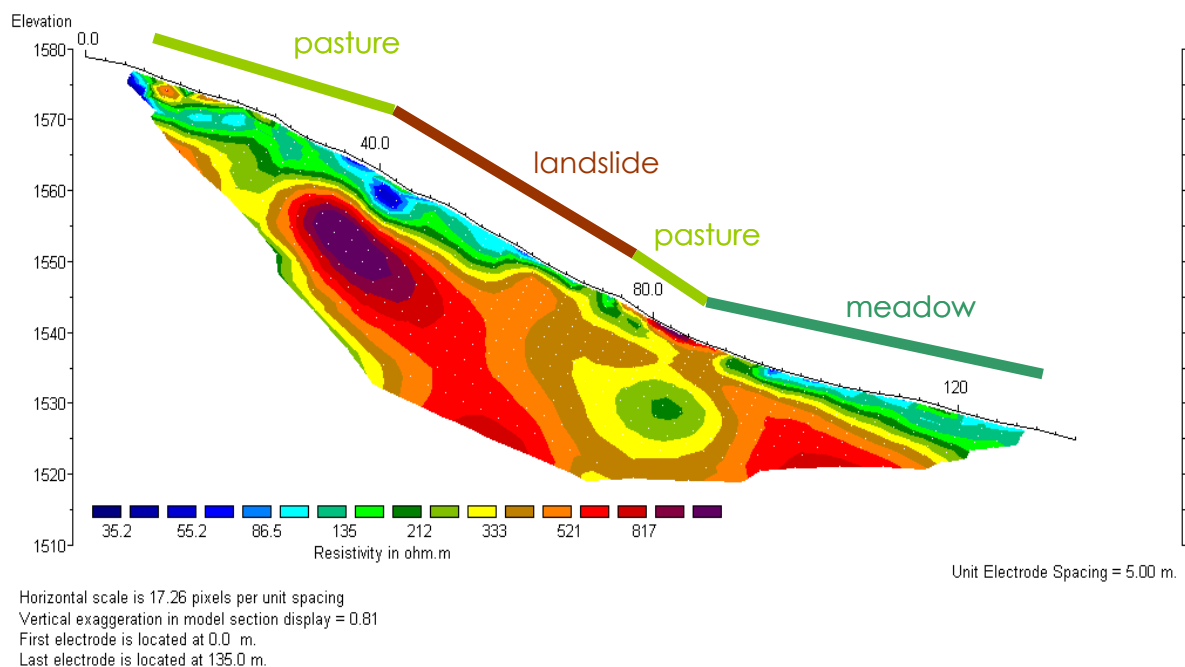 Elevation
0.0
1580
pasture
1570
40.0
landslide
1560
pasture
1550
80.0
meadow
1540
120
1530
1520
35.2 55.2 86.5 135 212 333 521 817
1510
Resistivity in ohm.m
Unit Electrode Spacing = 5.00 m.
Horizontal scale is 17.26 pixels per unit spacing
Vertical exaggeration in model section display = 0.81
First electrode is located at 0.0 m.
Last electrode is located at 135.0 m.